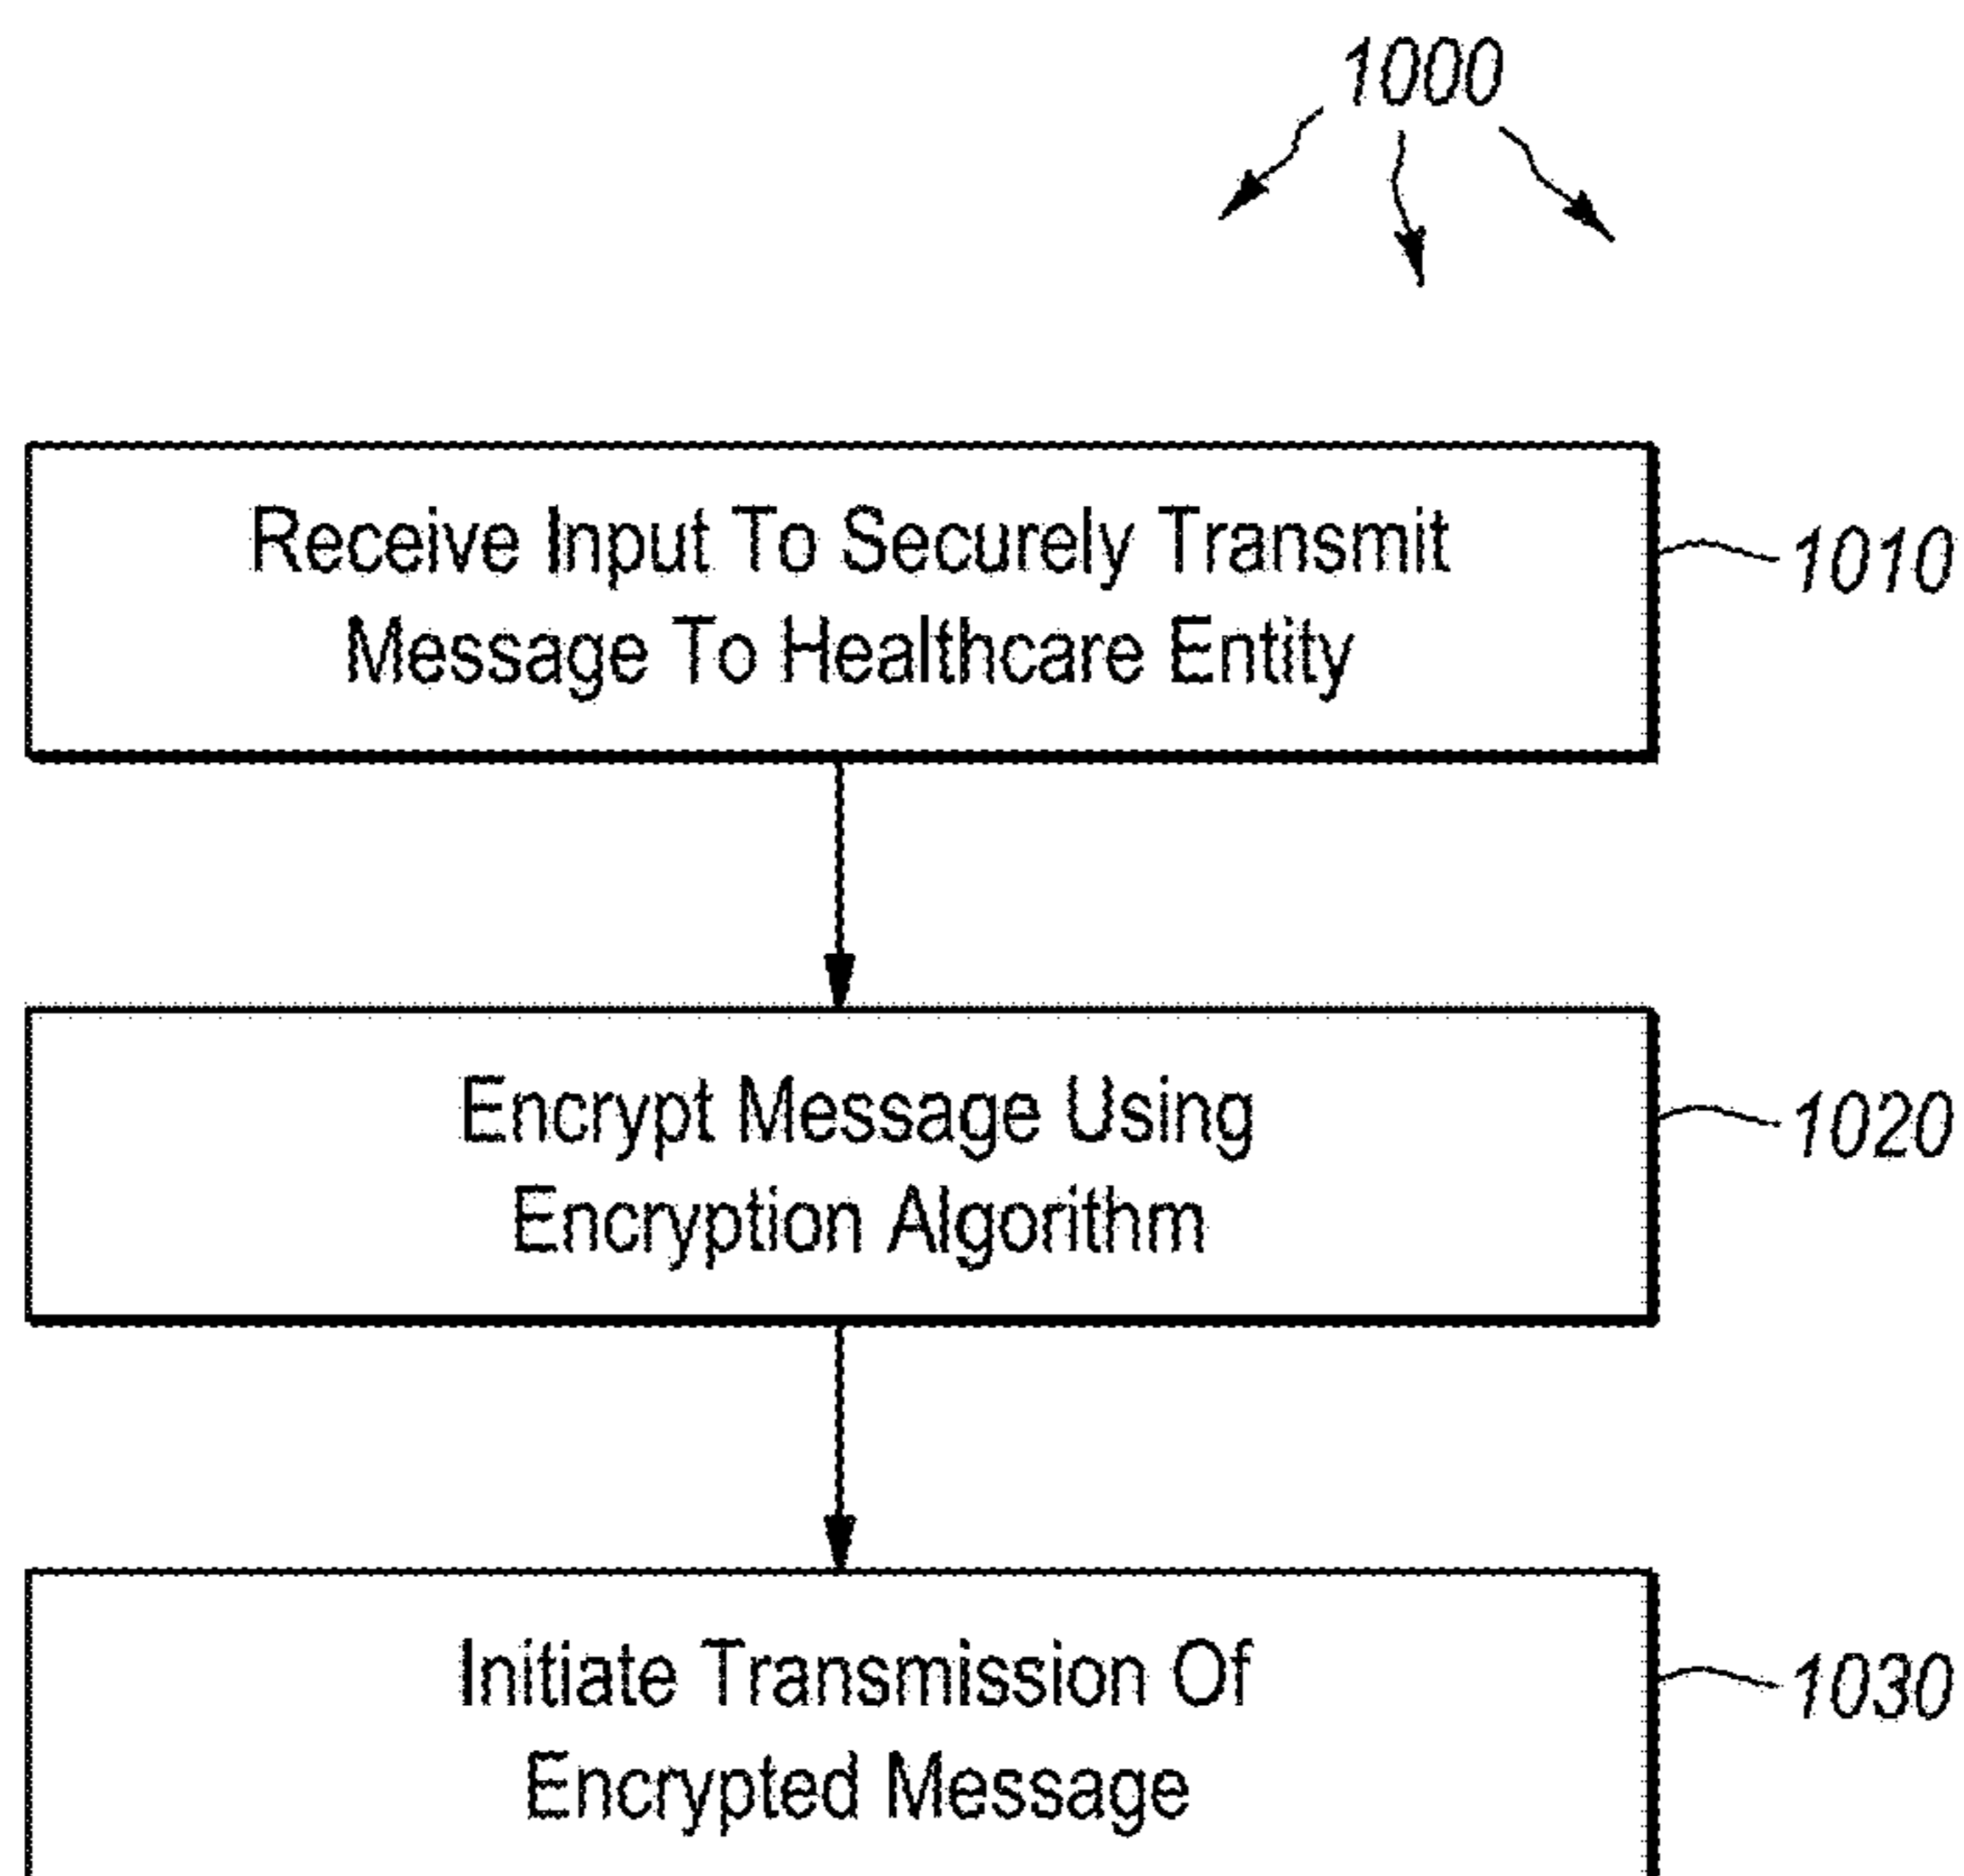 1000
Receive Input To Securely Transmit
Message To Healthcare Entity
1010
Encrypt Message Using
Encryption Algorithm
1020
Initiate Transmission Of
Encrypted Message
1030